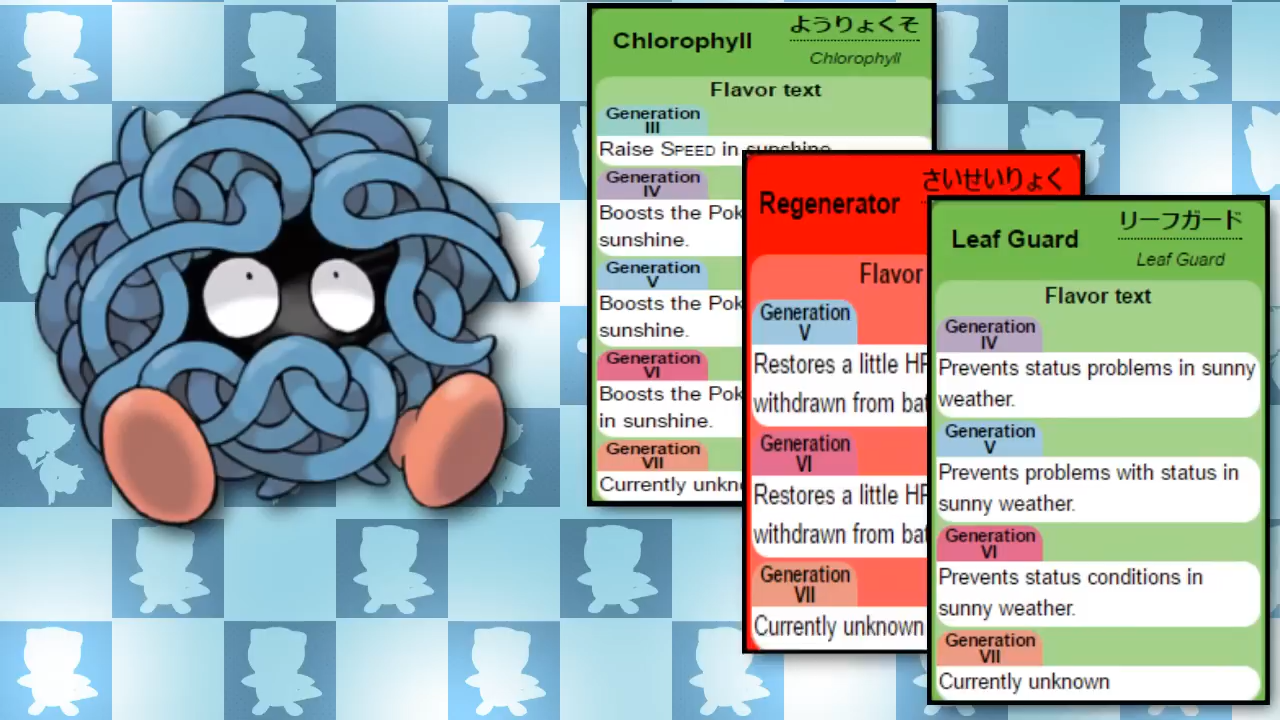 Chlorophyll
ようりょくそ
Chlorophyll
Flavor text
Generation
III
Raise SPEED in sunshine.
Generation
IV
Boosts the Pok
sunshine.
Generation
V
Boosts the Pok
sunshine.
Generation
VI
Boosts the Pok
in sunshine.
Generation
VII
Currently unkn
Regenerator
さいせいりょく
Flavor
Generation
V
Restores a little HP
withdrawn from bat
Generation
VI
Restores a little HP
withdrawn from bat
Generation
VII
Currently unknown
Leaf Guard
リーフガード
Leaf Guard
Flavor text
Generation
IV
Prevents status problems in sunny
weather.
Generation
V
Prevents problems with status in
sunny weather.
Generation
VI
Prevents status conditions in
sunny weather.
Generation
VII
Currently unknown